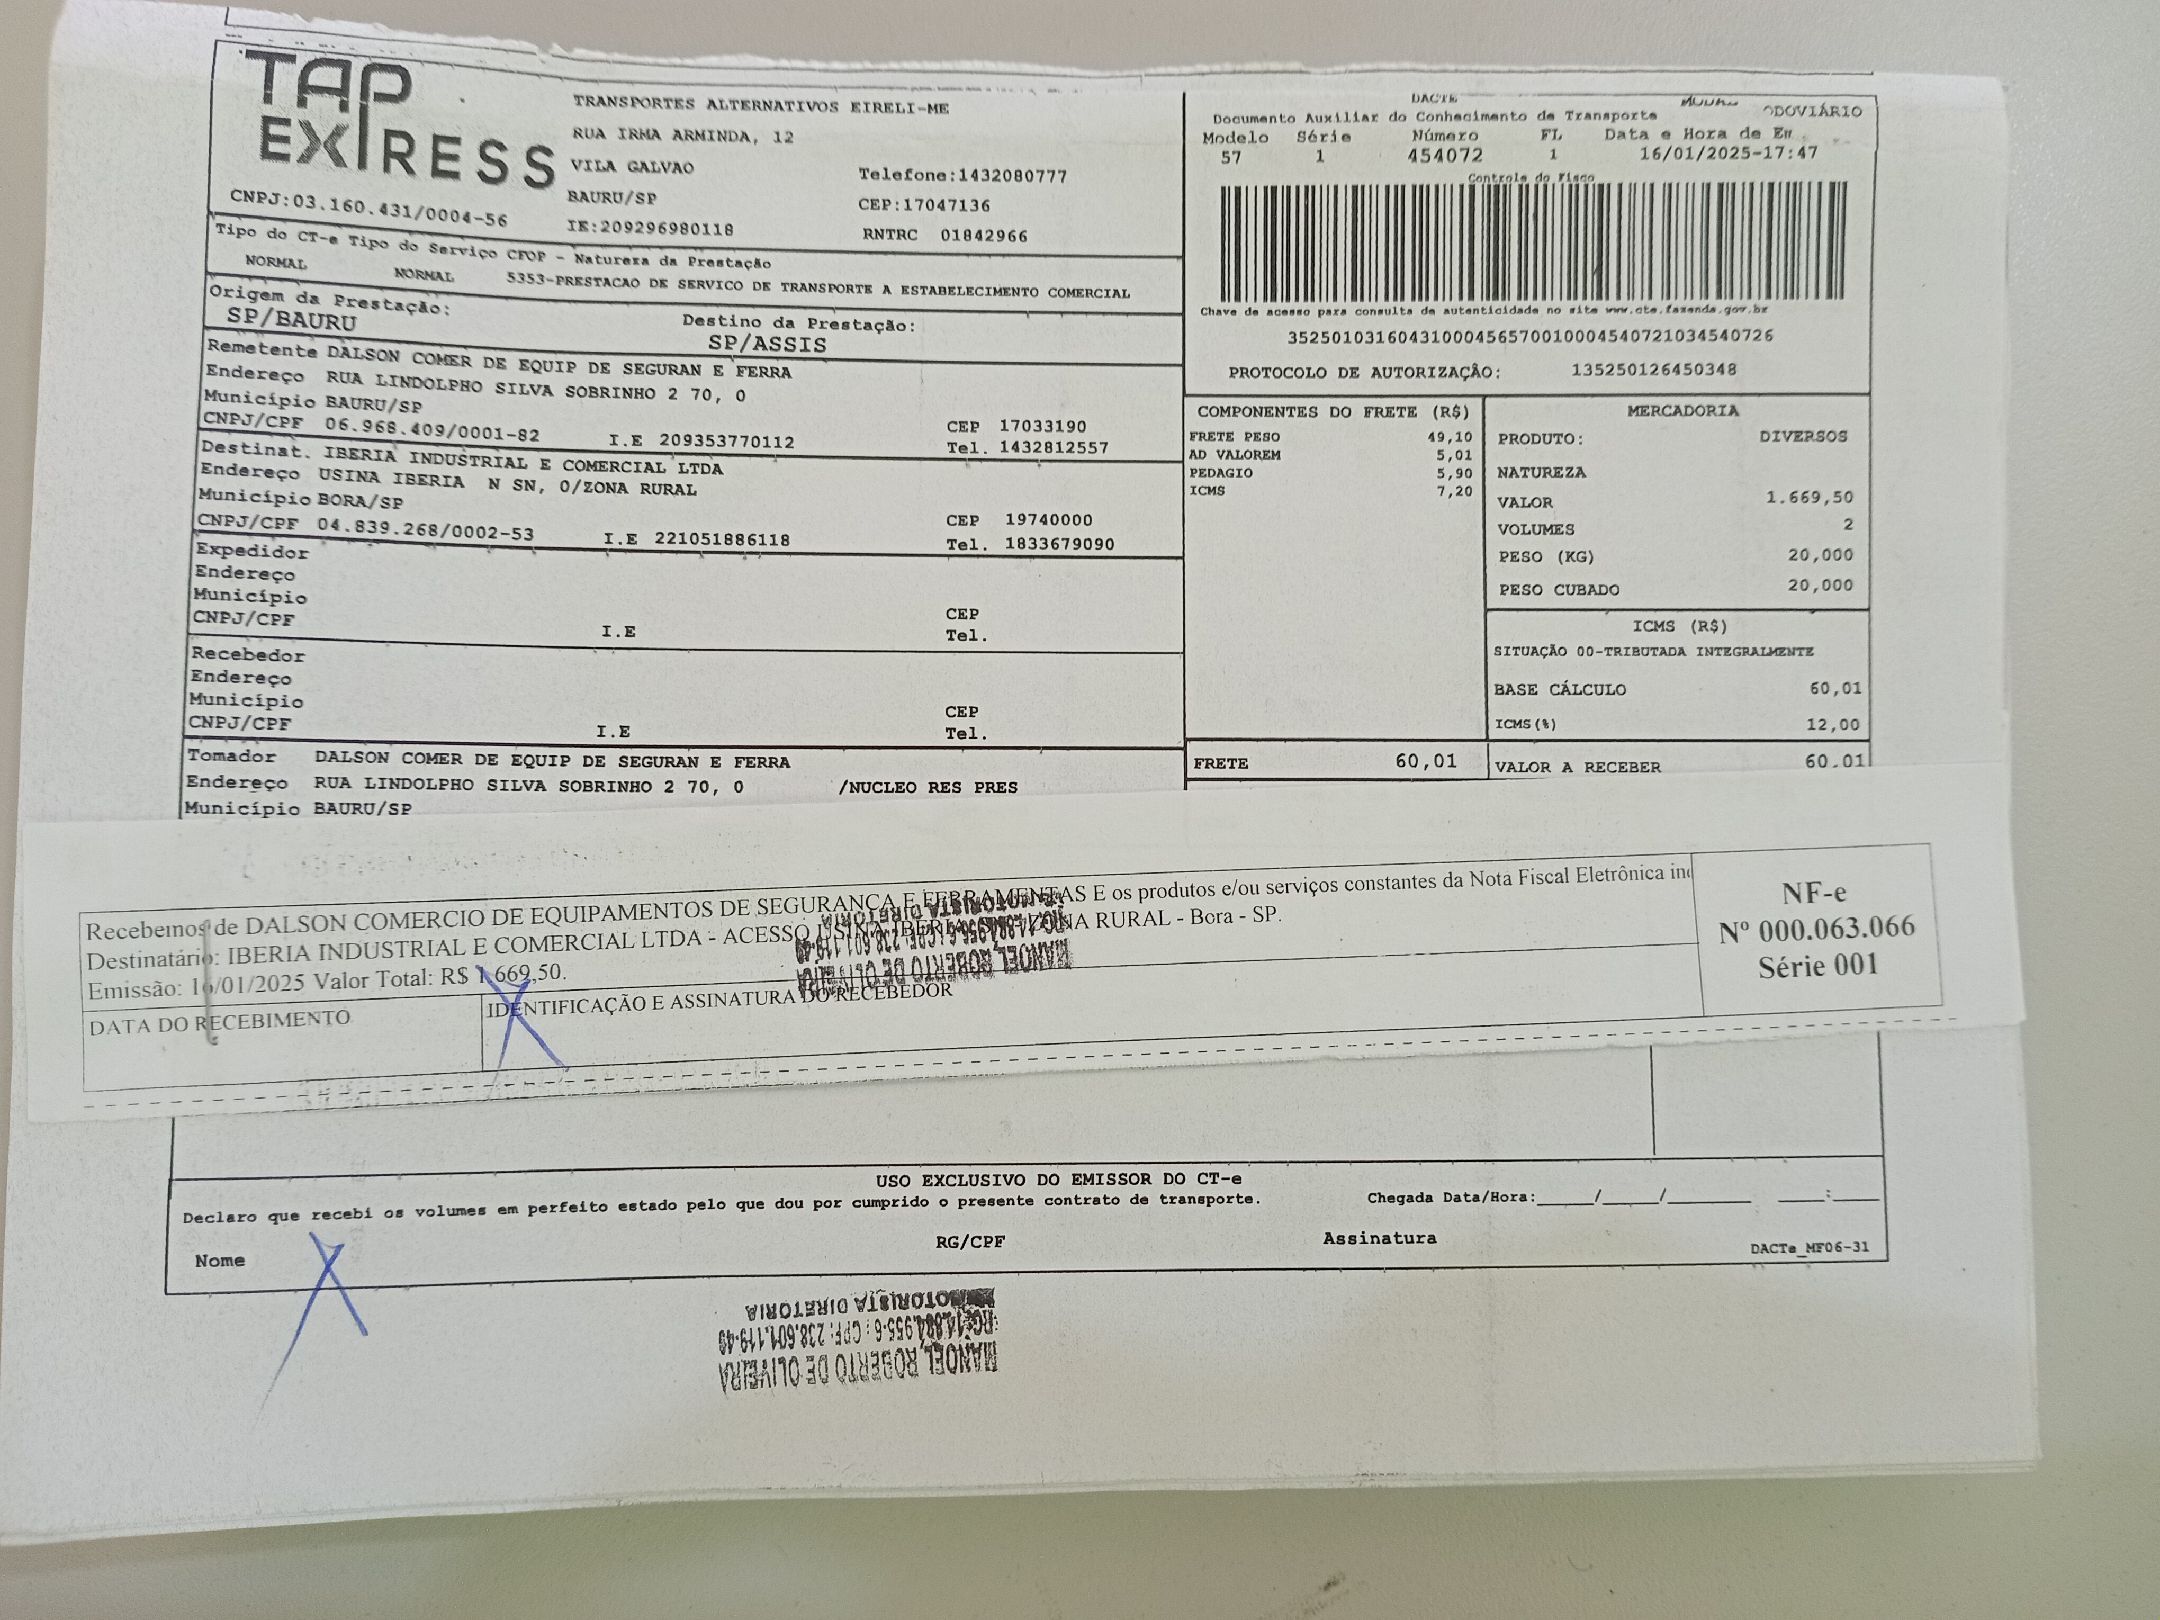 TAP
EXPRESS
CNPJ:03.160.431/0004-56
TRANSPORTES ALTERNATIVOS EIRELI-ME
RUA IRMA ARMINDA, 12
VILA GALVAO
Telefone:1432080777
BAURU/SP
CEP:17047136
IE:209296980118
RNTRC 01842966
Tipo do CT-e Tipo do Serviço CFOP - Natureza da Prestação
NORMAL NORMAL 5353-PRESTACAO DE SERVICO DE TRANSPORTE A ESTABELECIMENTO COMERCIAL
Origem da Prestação:
SP/BAURU
Destino da Prestação:
SP/ASSIS
Remetente DALSON COMER DE EQUIP DE SEGURAN E FERRA
Endereço RUA LINDOLPHO SILVA SOBRINHO 2 70, 0
Município BAURU/SP
CEP 17033190
CNPJ/CPF 06.968.409/0001-82 I.E 209353770112 Tel. 1432812557
Destinat. IBERIA INDUSTRIAL E COMERCIAL LTDA
Endereço USINA IBERIA N SN, 0/ZONA RURAL
Município BORA/SP
CEP 19740000
CNPJ/CPF 04.839.268/0002-53 I.E 221051886118 Tel. 1833679090
Expedidor
Endereço
Município
CEP
CNPJ/CPF I.E Tel.
Recebedor
Endereço
Município
CEP
CNPJ/CPF I.E Tel.
Tomador DALSON COMER DE EQUIP DE SEGURAN E FERRA
Endereço RUA LINDOLPHO SILVA SOBRINHO 2 70, 0 /NUCLEO RES PRES
Município BAURU/SP
DACTE
ODOVIÁRIO
Documento Auxiliar do Conhecimento de Transporte
Modelo Série Número FL Data e Hora de Em
57 1 454072 1 16/01/2025-17:47
Controle do Fisco
Chave de acesso para consulta de autenticidade no site www.cte.fazenda.gov.br
35250103160431000456570010004540721034540726
PROTOCOLO DE AUTORIZAÇÃO: 135250126450348
COMPONENTES DO FRETE (R$)
FRETE PESO 49,10
AD VALOREM 5,01
PEDAGIO 5,90
ICMS 7,20
FRETE 60,01
MERCADORIA
PRODUTO: DIVERSOS
NATUREZA
VALOR 1.669,50
VOLUMES 2
PESO (KG) 20,000
PESO CUBADO 20,000
ICMS (R$)
SITUAÇÃO 00-TRIBUTADA INTEGRALMENTE
BASE CÁLCULO 60,01
ICMS(%) 12,00
VALOR A RECEBER 60.01
Recebemos de DALSON COMERCIO DE EQUIPAMENTOS DE SEGURANÇA E FERRAMENTAS E os produtos e/ou serviços constantes da Nota Fiscal Eletrônica
Destinatário: IBERIA INDUSTRIAL E COMERCIAL LTDA - ACESSO USINA IBERIA, ZONA RURAL - Bora - SP.
Emissão: 16/01/2025 Valor Total: R$ 1.669,50.
DATA DO RECEBIMENTO
IDENTIFICAÇÃO E ASSINATURA DO RECEBEDOR
NF-e
Nº 000.063.066
Série 001
MANOEL ROBERTO DE OLIVEIRA
MOTORISTA DIRETORIA
USO EXCLUSIVO DO EMISSOR DO CT-e
Declaro que recebi os volumes em perfeito estado pelo que dou por cumprido o presente contrato de transporte.
Chegada Data/Hora:____/____/______ ___:___
Nome
RG/CPF
Assinatura
DACTe_MF06-31
MANOEL ROBERTO DE OLIVEIRA
CPF: 238.601.119-49
MOTORISTA DIRETORIA